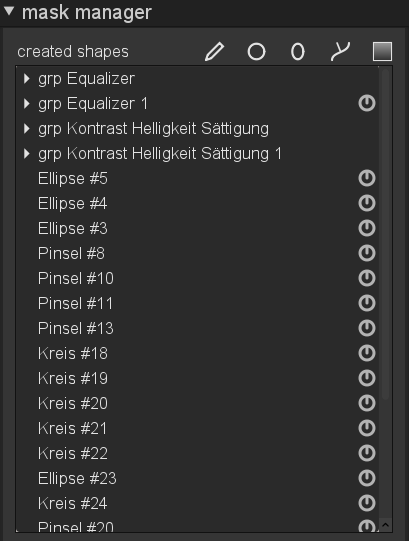 mask manager
created shapes
grp Equalizer
grp Equalizer 1
grp Kontrast Helligkeit Sättigung
grp Kontrast Helligkeit Sättigung 1
Ellipse #5
Ellipse #4
Ellipse #3
Pinsel #8
Pinsel #10
Pinsel #11
Pinsel #13
Kreis #18
Kreis #19
Kreis #20
Kreis #21
Kreis #22
Ellipse #23
Kreis #24
Pinsel #20